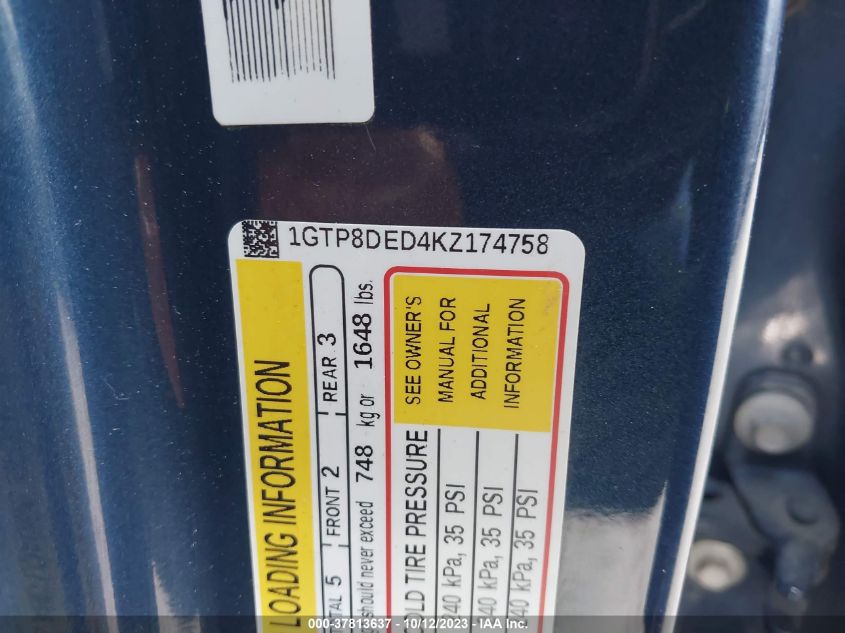 1GTP8DED4KZ174758
LOADING INFORMATION
5 FRONT 2 REAR 3
should never exceed 748 kg or 1648 lbs.
TIRE PRESSURE
SEE OWNER'S
MANUAL FOR
ADDITIONAL
INFORMATION
kPa, 35 PSI
kPa, 35 PSI
kPa, 35 PSI
000-37813637 - 10/12/2023 - IAA Inc.